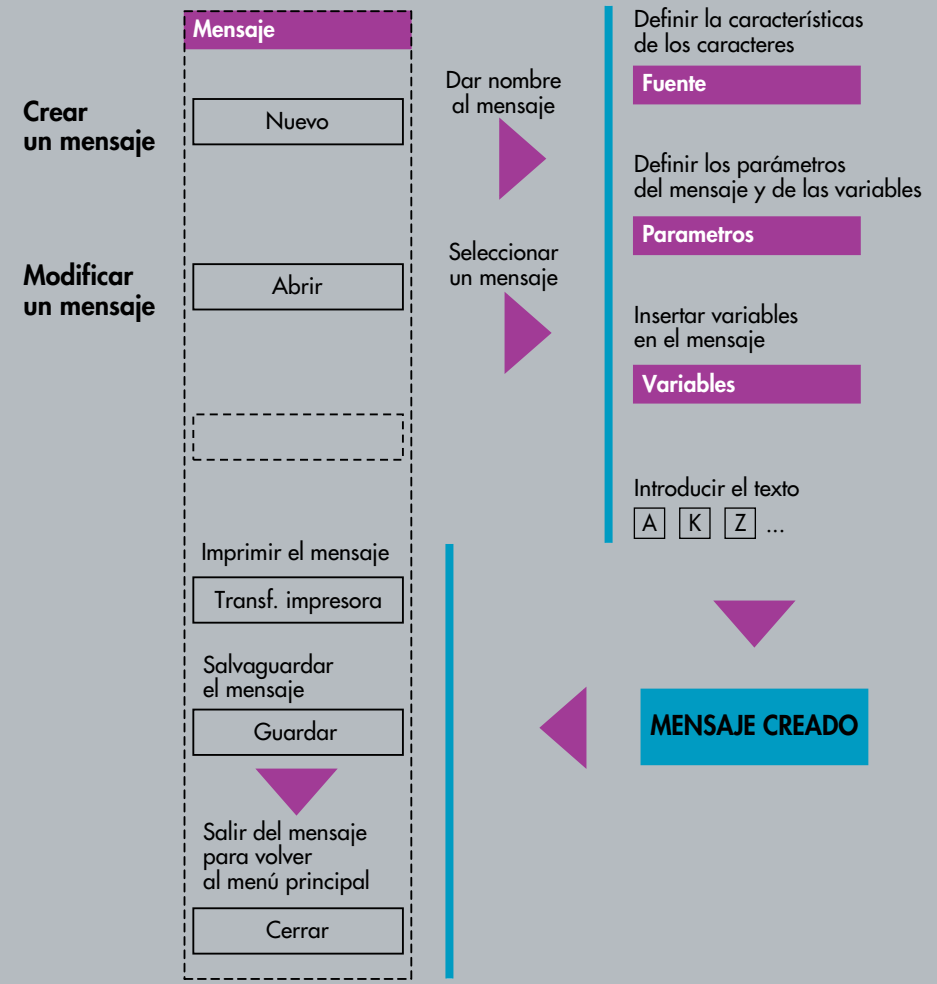 Mensaje
Crear
un mensaje
Nuevo
Dar nombre
al mensaje
Modificar
un mensaje
Abrir
Seleccionar
un mensaje
Definir la características
de los caracteres
Fuente
Definir los parámetros
del mensaje y de las variables
Parametros
Insertar variables
en el mensaje
Variables
Introducir el texto
A K Z ...
MENSAJE CREADO
Imprimir el mensaje
Transf. impresora
Salvaguardar
el mensaje
Guardar
Salir del mensaje
para volver
al menú principal
Cerrar